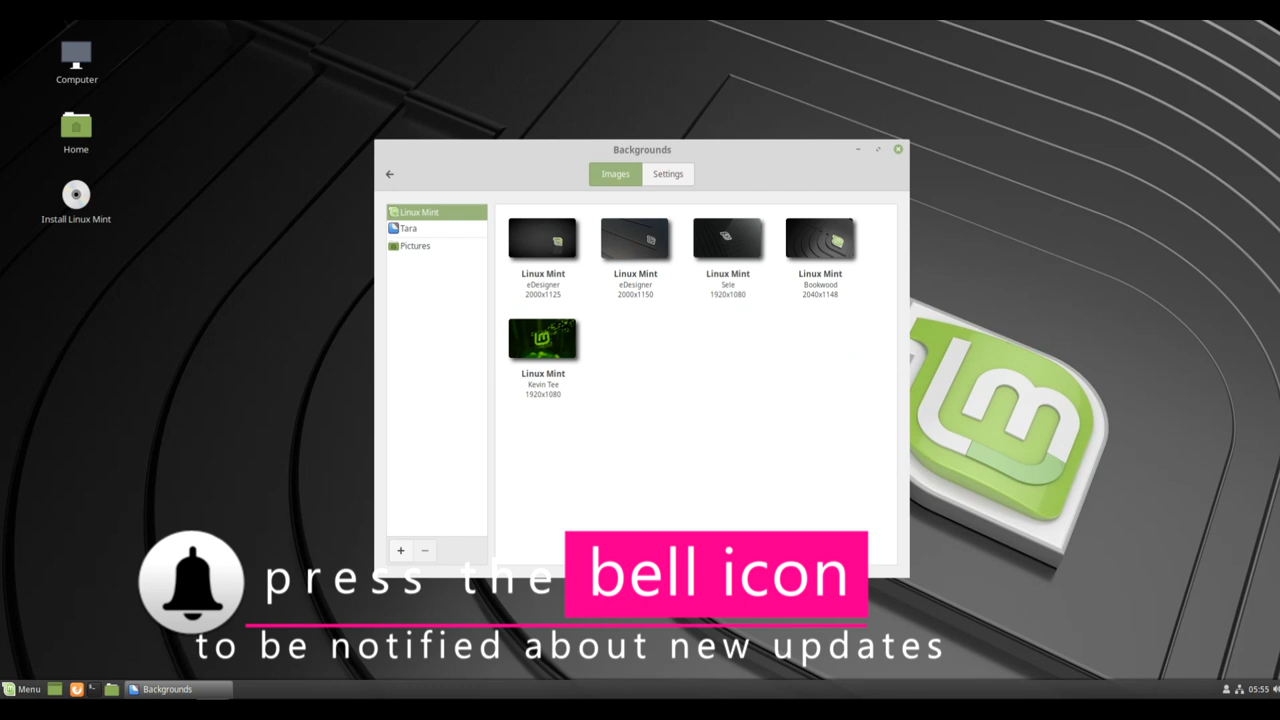 Computer
Home
Install Linux Mint
Backgrounds
Images
Settings
Linux Mint
Tara
Pictures
Linux Mint
eDesigner
2000x1125
Linux Mint
eDesigner
2000x1150
Linux Mint
Sele
1920x1080
Linux Mint
Bookwood
2040x1148
Linux Mint
Kevin Tee
1920x1080
press the bell icon
to be notified about new updates
Menu
Backgrounds
05:55